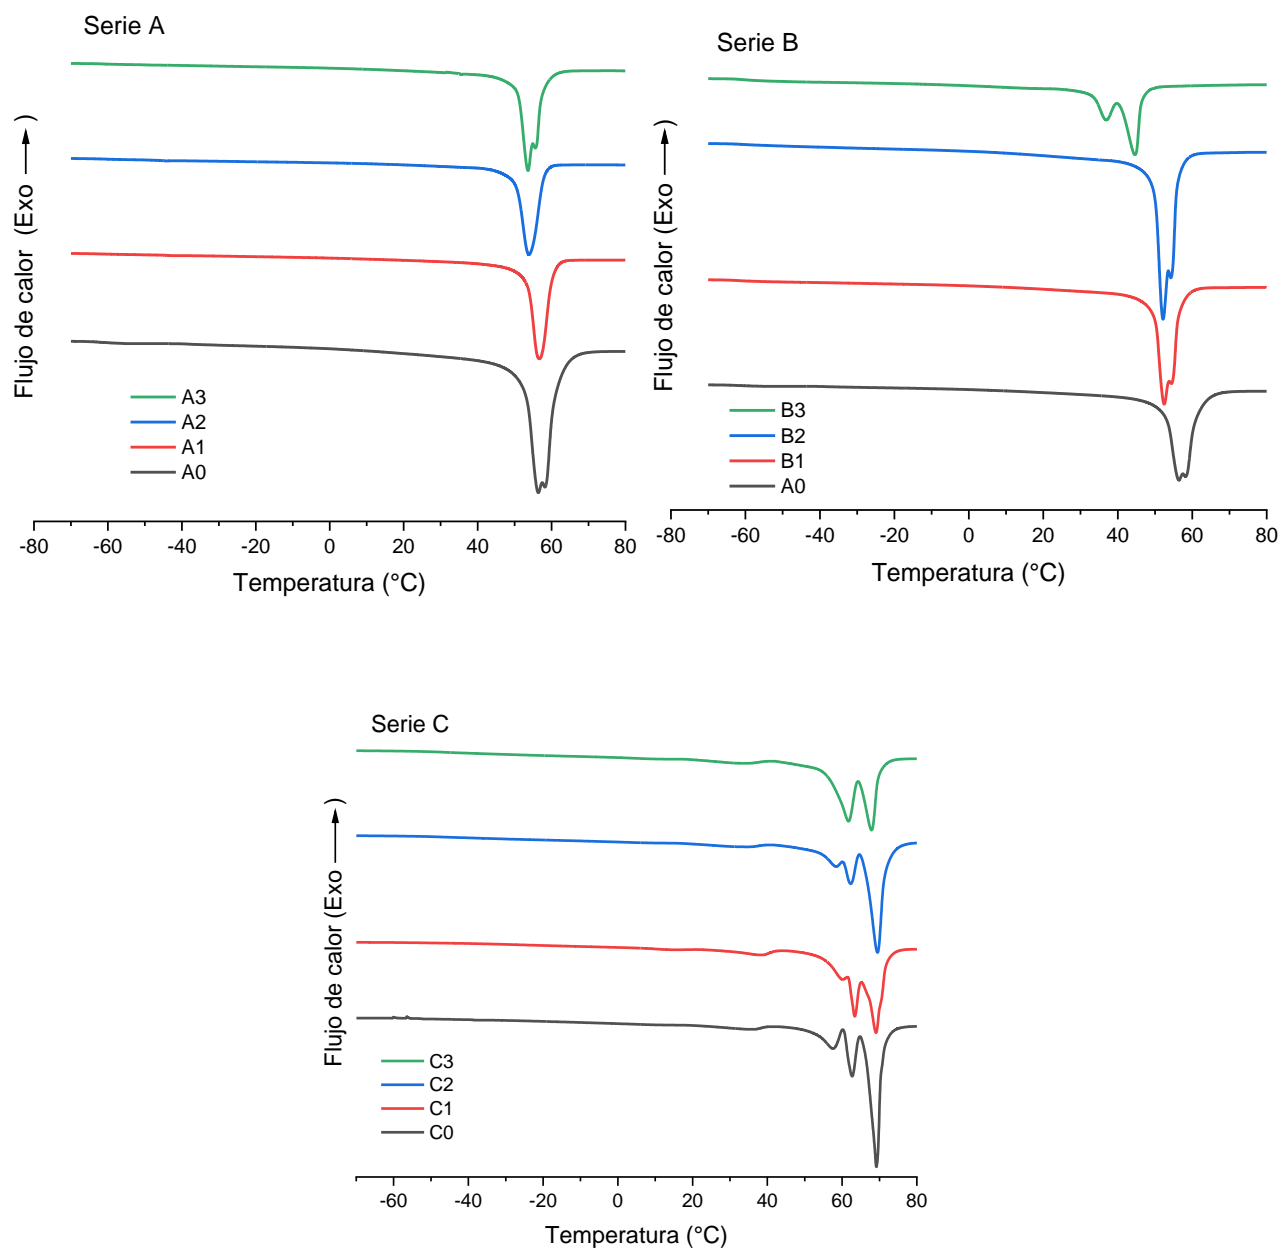 Serie A
Flujo de calor (Exo ⟶)
A3
A2
A1
A0
-80 -60 -40 -20 0 20 40 60 80
Temperatura (°C)
Serie B
Flujo de calor (Exo ⟶)
B3
B2
B1
A0
-80 -60 -40 -20 0 20 40 60 80
Temperatura (°C)
Serie C
Flujo de calor (Exo ⟶)
C3
C2
C1
C0
-60 -40 -20 0 20 40 60 80
Temperatura (°C)